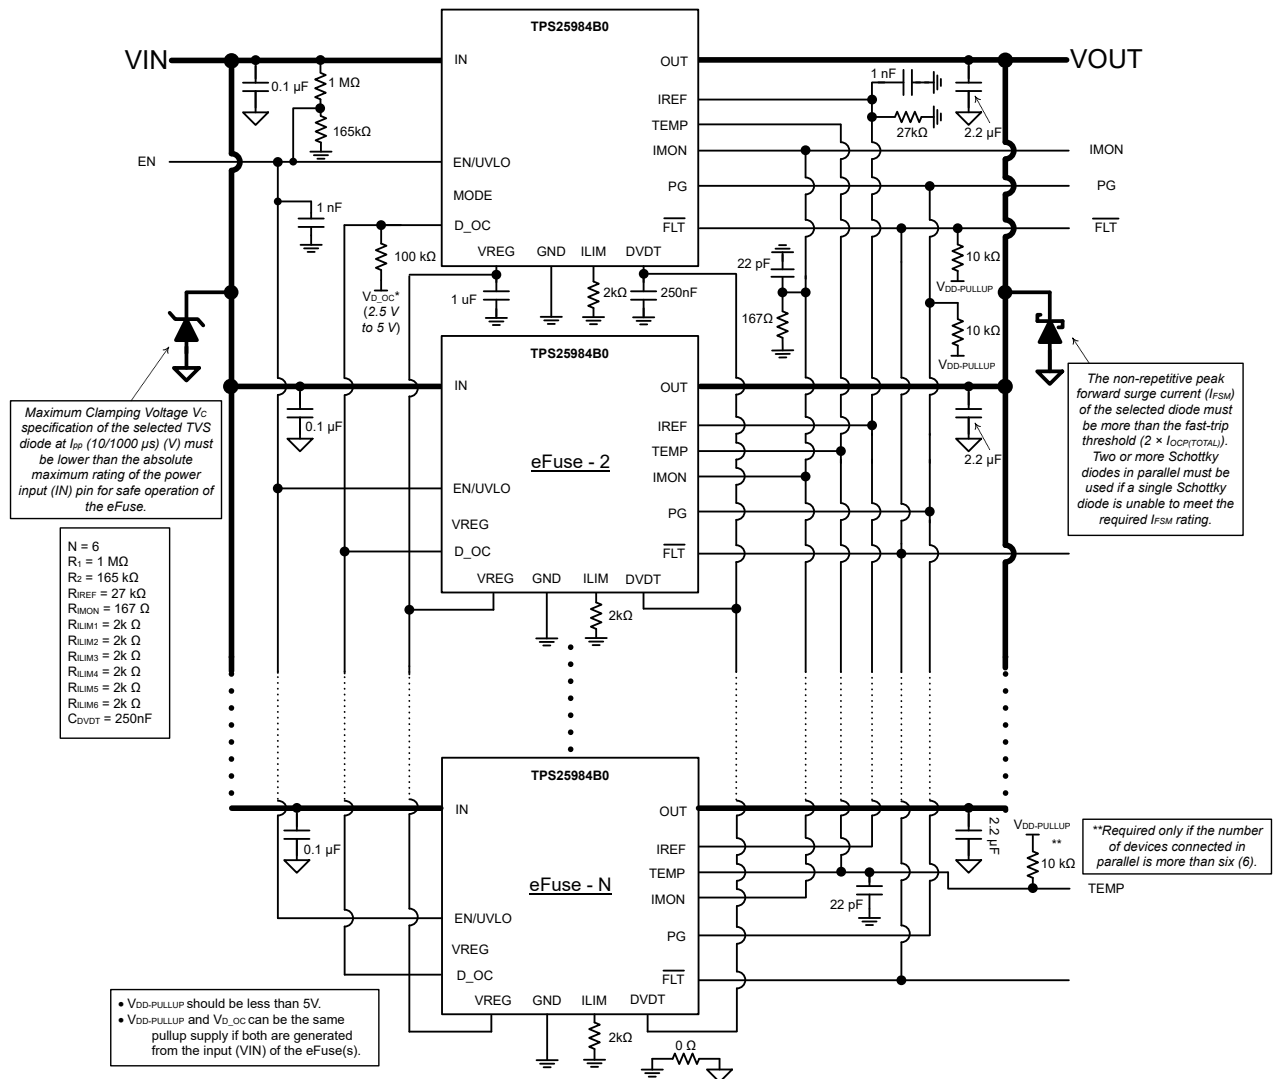 TPS25984B0
VIN
IN
OUT
VOUT
0.1 µF
1 MΩ
165kΩ
1 nF
27kΩ
2.2 µF
IREF
TEMP
EN
EN/UVLO
IMON
IMON
MODE
PG
PG
1 nF
D_OC
FLT
FLT
100 kΩ
VREG
GND
ILIM
DVDT
22 pF
10 kΩ
VDD-PULLUP
VD_OC*
(2.5 V
to 5 V)
1 uF
2kΩ
250nF
167Ω
10 kΩ
VDD-PULLUP
TPS25984B0
IN
OUT
0.1 µF
2.2 µF
IREF
TEMP
eFuse - 2
IMON
EN/UVLO
PG
VREG
D_OC
FLT
VREG
GND
ILIM
DVDT
2kΩ
Maximum Clamping Voltage VC
specification of the selected TVS
diode at Ipp (10/1000 µs) (V) must
be lower than the absolute
maximum rating of the power
input (IN) pin for safe operation of
the eFuse.
The non-repetitive peak
forward surge current (IFSM)
of the selected diode must
be more than the fast-trip
threshold (2 × IOCP(TOTAL)).
Two or more Schottky
diodes in parallel must be
used if a single Schottky
diode is unable to meet the
required IFSM rating.
N = 6
R1 = 1 MΩ
R2 = 165 kΩ
RIREF = 27 kΩ
RIMON = 167 Ω
RILIM1 = 2k Ω
RILIM2 = 2k Ω
RILIM3 = 2k Ω
RILIM4 = 2k Ω
RILIM5 = 2k Ω
RILIM6 = 2k Ω
CDVDT = 250nF
TPS25984B0
IN
OUT
0.1 µF
2.2 µF
VDD-PULLUP
**
10 kΩ
**Required only if the number
of devices connected in
parallel is more than six (6).
IREF
TEMP
TEMP
eFuse - N
IMON
22 pF
EN/UVLO
PG
VREG
D_OC
FLT
VREG
GND
ILIM
DVDT
2kΩ
0 Ω
• VDD-PULLUP should be less than 5V.
• VDD-PULLUP and VD_OC can be the same
pullup supply if both are generated
from the input (VIN) of the eFuse(s).